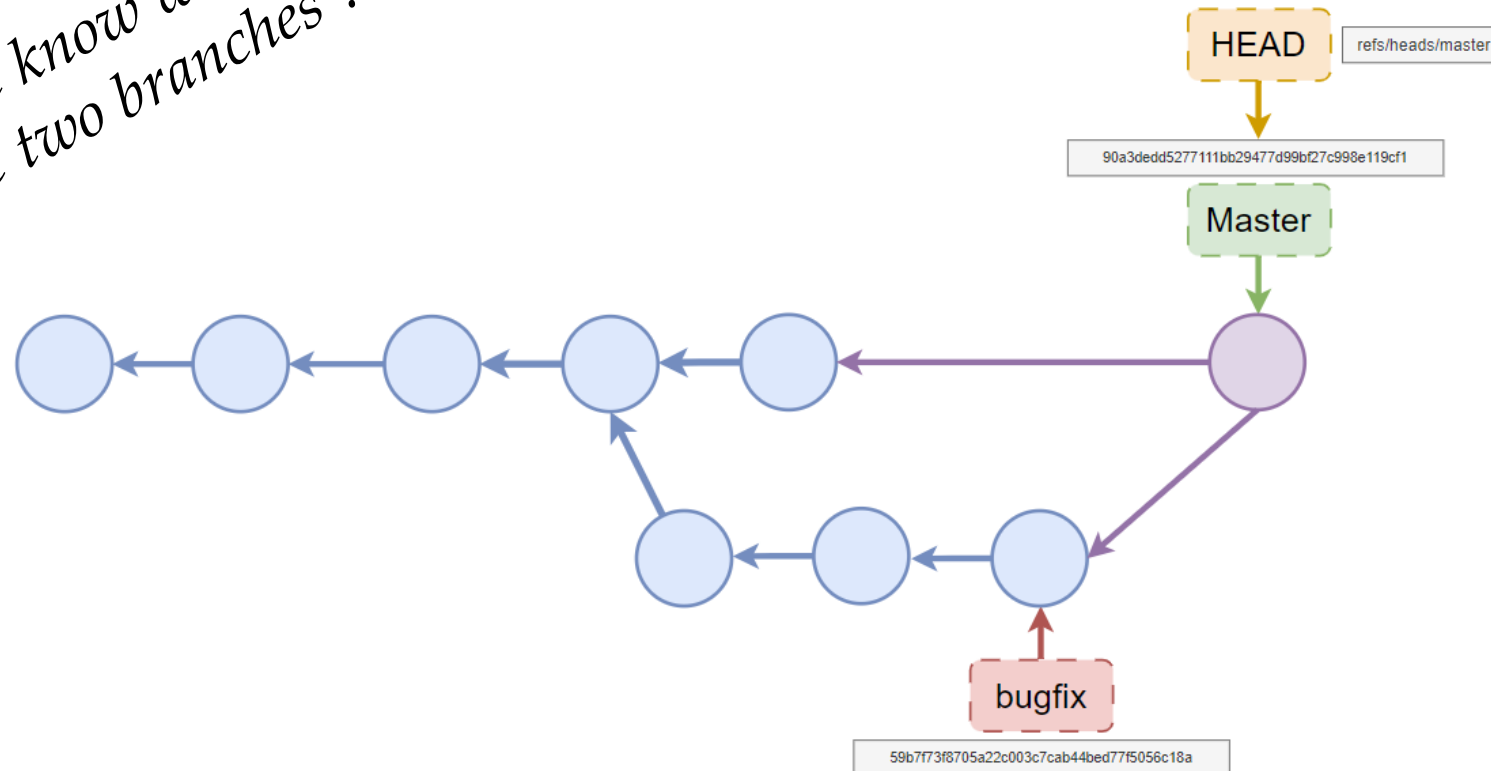 know
two branches ?
HEAD
refs/heads/master
90a3dedd5277111bb29477d99bf27c998e119cf1
Master
bugfix
59b7f73f8705a22c003c7cab44bed77f5056c18a